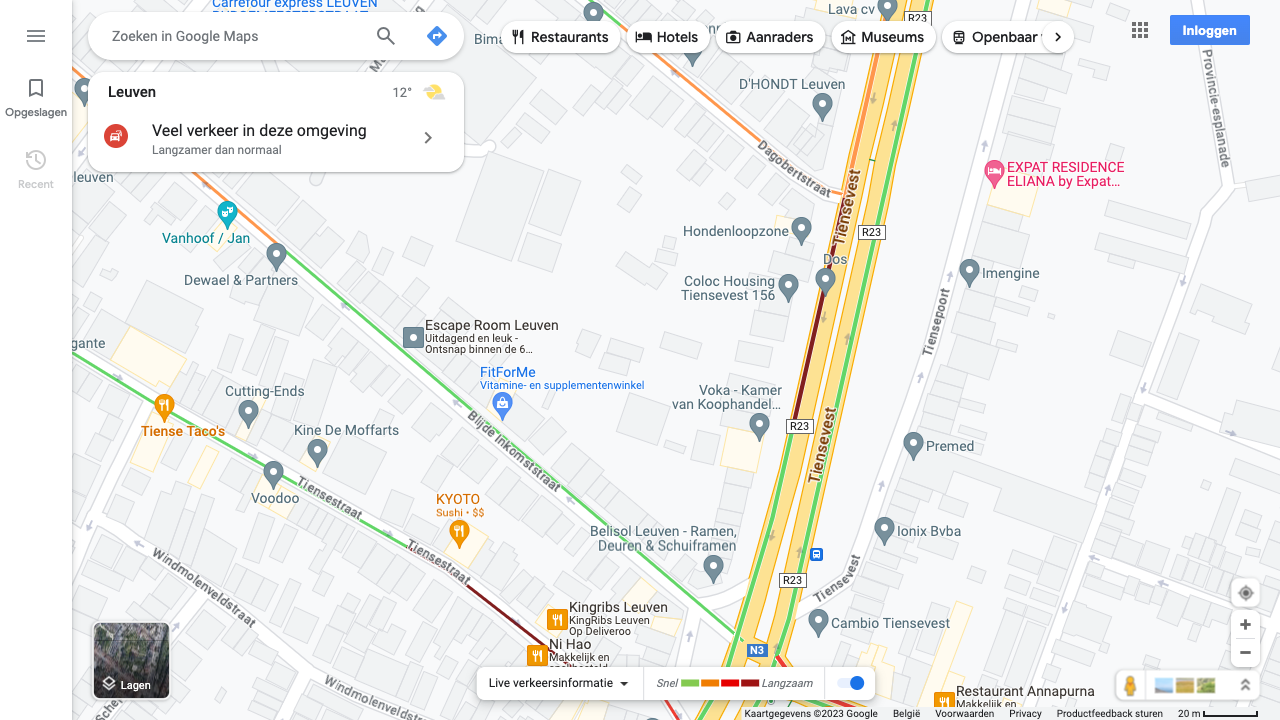 Carrefour express LEUVEN
Lava cv
R23
Zoeken in Google Maps
Restaurants
Hotels
Aanraders
Museums
Openbaar
Inloggen
Opgeslagen
Recent
Leuven
12°
Veel verkeer in deze omgeving
Langzamer dan normaal
D'HONDT Leuven
Provincie-esplanade
Dagobertstraat
EXPAT RESIDENCE
ELIANA by Expat...
Tiensevest
leuven
Vanhoof / Jan
Hondenloopzone
R23
Dewael & Partners
Dos
Coloc Housing
Tiensevest 156
Imengine
Tiensepoort
Escape Room Leuven
Uitdagend en leuk -
Ontsnap binnen de 6...
gante
FitForMe
Vitamine- en supplementenwinkel
Cutting-Ends
Voka - Kamer
van Koophandel...
Tiense Taco's
Kine De Moffarts
R23
Tiensevest
Blijde Inkomststraat
Premed
Voodoo
Tiensestraat
KYOTO
Sushi • $$
Belisol Leuven - Ramen,
Deuren & Schuiframen
Ionix Bvba
Tiensestraat
Windmolenveldstraat
R23
Tiensevest
Kingribs Leuven
KingRibs Leuven
Op Deliveroo
Cambio Tiensevest
Ni Hao
Makkelijk en
N3
Windmolenveldstraat
Lagen
Live verkeersinformatie
Snel
Langzaam
Restaurant Annapurna
Makkelijk en
Kaartgegevens ©2023 Google
België
Voorwaarden
Privacy
Productfeedback sturen
20 m